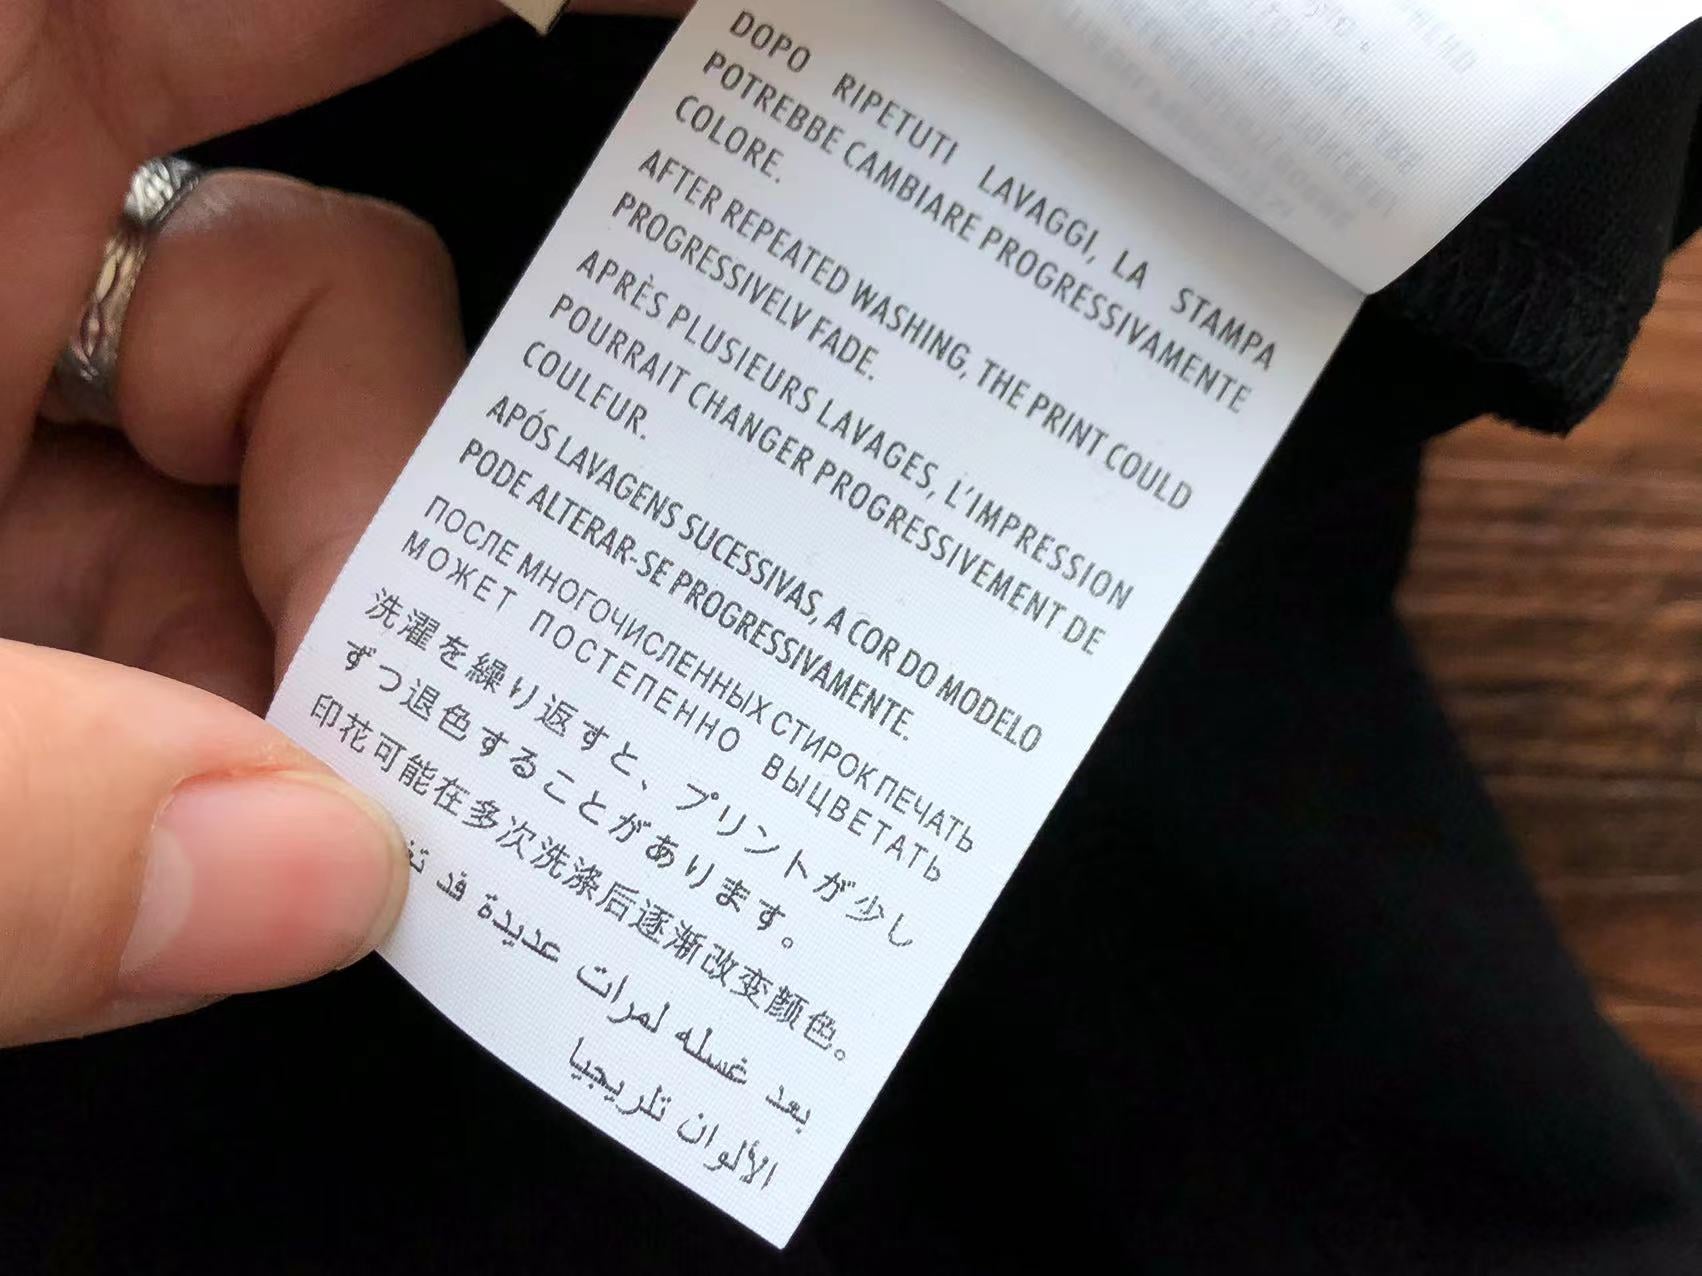 DOPO RIPETUTI LAVAGGI, LA STAMPA
POTREBBE CAMBIARE PROGRESSIVAMENTE
COLORE.
AFTER REPEATED WASHING, THE PRINT COULD
PROGRESSIVELV FADE.
APRÈS PLUSIEURS LAVAGES, L'IMPRESSION
POURRAIT CHANGER PROGRESSIVEMENT DE
COULEUR.
APÓS LAVAGENS SUCESSIVAS, A COR DO MODELO
PODE ALTERAR-SE PROGRESSIVAMENTE.
ПОСЛЕ МНОГОЧИСЛЕННЫХ СТИРОК ПЕЧАТЬ
МОЖЕТ ПОСТЕПЕННО ВЫЦВЕТАТЬ
洗濯を繰り返すと、プリントが少し
ずつ退色することがあります。
印花可能在多次洗涤后逐渐改变颜色。
بعد غسله لمرات عديدة قد
الألوان تلريجيا